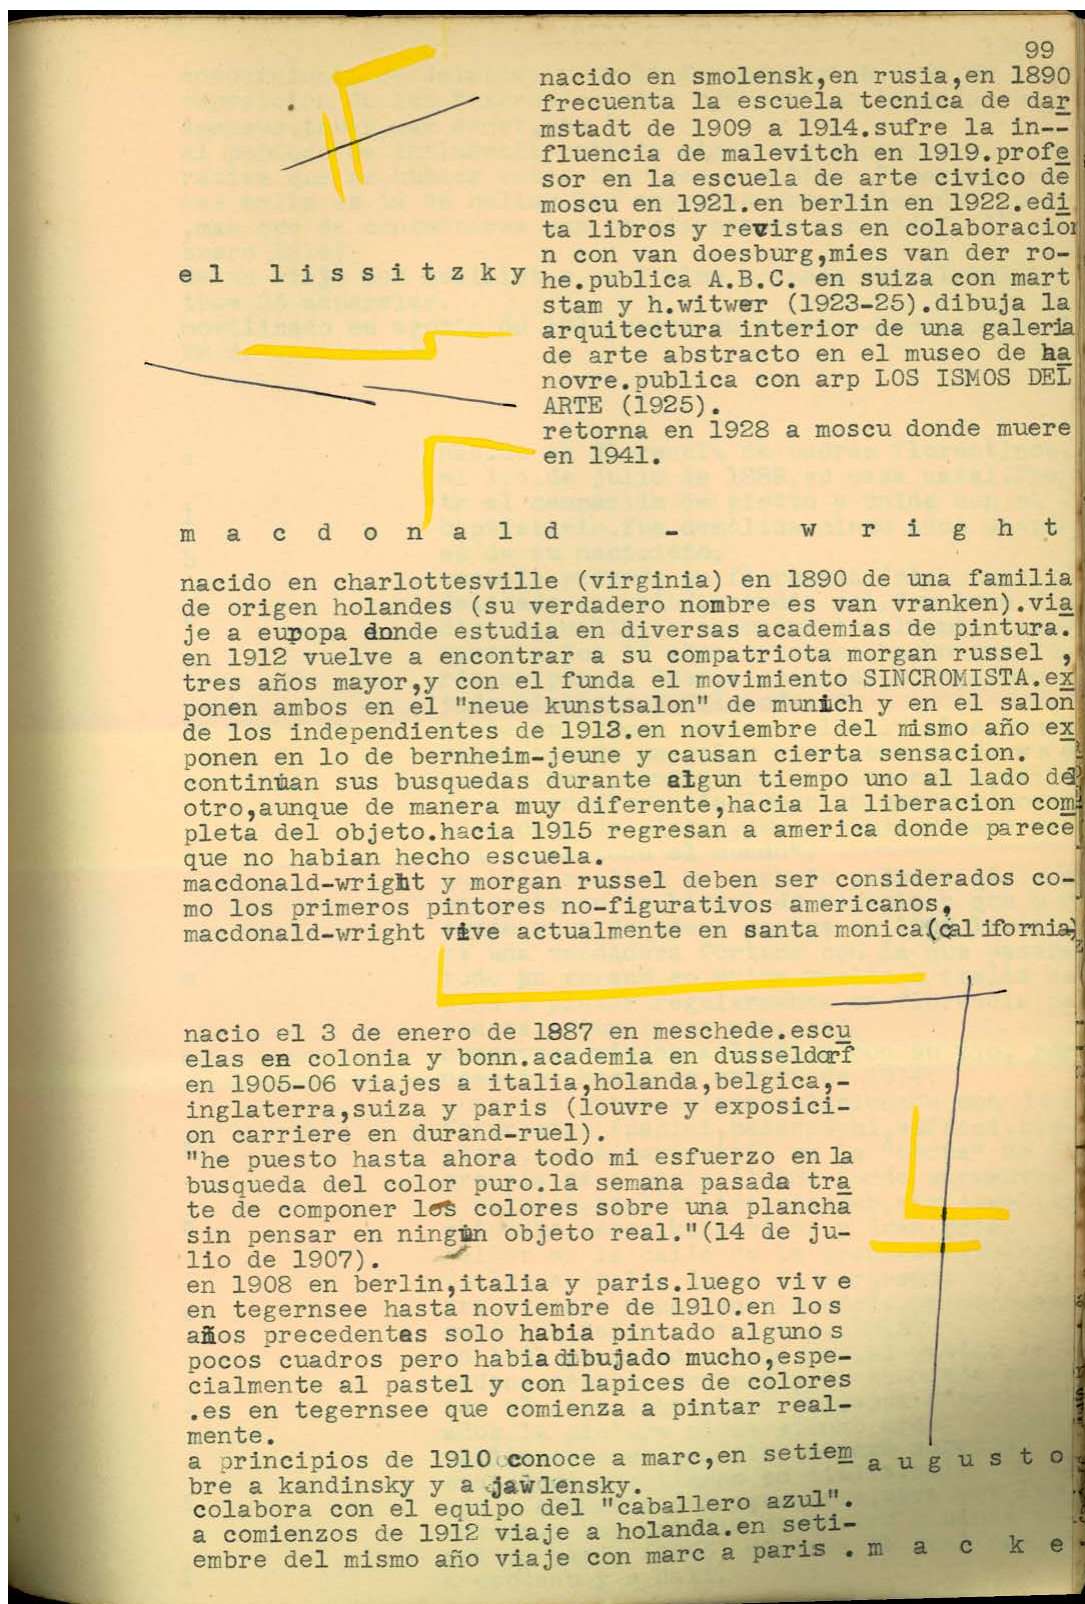 99
nacido en smolensk,en rusia,en 1890
frecuenta la escuela tecnica de dar
mstadt de 1909 a 1914.sufre la in--
fluencia de malevitch en 1919.profe
sor en la escuela de arte civico de
moscu en 1921.en berlin en 1922.edi
ta libros y revistas en colaboracion
n con van doesburg,mies van der ro-
el lissitzky
he.publica A.B.C. en suiza con mart
stam y h.witwer (1923-25).dibuja la
arquitectura interior de una galeria
de arte abstracto en el museo de ha
novre.publica con arp LOS ISMOS DEL
ARTE (1925).
retorna en 1928 a moscu donde muere
en 1941.
macdonald - wright
nacido en charlottesville (virginia) en 1890 de una familia
de origen holandes (su verdadero nombre es van vranken).via
je a europa donde estudia en diversas academias de pintura.
en 1912 vuelve a encontrar a su compatriota morgan russel ,
tres años mayor,y con el funda el movimiento SINCROMISTA.ex
ponen ambos en el "neue kunstsalon" de munich y en el salon
de los independientes de 1913.en noviembre del mismo año ex
ponen en lo de bernheim-jeune y causan cierta sensacion.
continuan sus busquedas durante algun tiempo uno al lado del
otro,aunque de manera muy diferente,hacia la liberacion com
pleta del objeto.hacia 1915 regresan a america donde parece
que no habian hecho escuela.
macdonald-wright y morgan russel deben ser considerados co-
mo los primeros pintores no-figurativos americanos.
macdonald-wright vive actualmente en santa monica(california)
nacio el 3 de enero de 1887 en meschede.escu
elas en colonia y bonn.academia en dusseldorf
en 1905-06 viajes a italia,holanda,belgica,-
inglaterra,suiza y paris (louvre y exposici-
on carriere en durand-ruel).
"he puesto hasta ahora todo mi esfuerzo en la
busqueda del color puro.la semana pasada tra
te de componer los colores sobre una plancha
sin pensar en ningun objeto real."(14 de ju-
lio de 1907).
en 1908 en berlin,italia y paris.luego vive
en tegernsee hasta noviembre de 1910.en los
años precedentes solo habia pintado algunos
pocos cuadros pero habia dibujado mucho,espe-
cialmente al pastel y con lapices de colores
.es en tegernsee que comienza a pintar real-
mente.
a principios de 1910 conoce a marc,en setiem
bre a kandinsky y a jawlensky.
colabora con el equipo del "caballero azul".
a comienzos de 1912 viaje a holanda.en seti-
embre del mismo año viaje con marc a paris .
augusto
macke